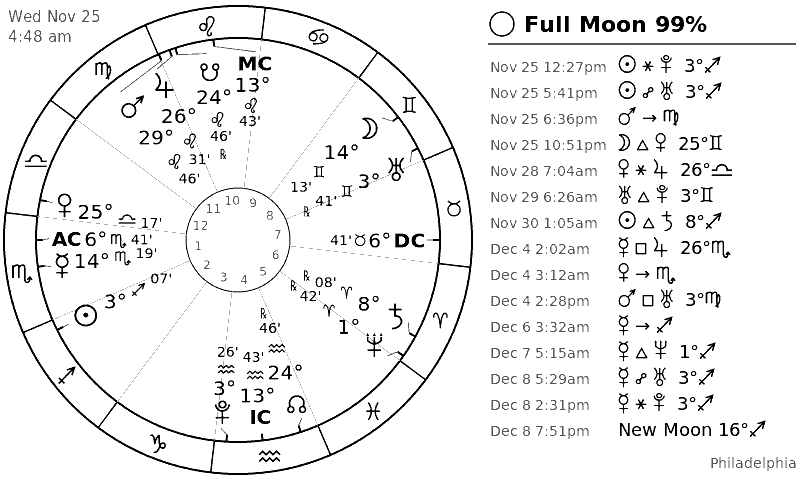 Wed Nov 25
4:48 am
MC
13°
♌
43'
☋
24°
♌
46'
℞
♃
26°
♌
31'
♂
29°
♌
46'
☽
14°
♊
13'
♅
3°
♊
41'
℞
♀ 25° ♎ 17'
AC 6° ♏ 41'
☿ 14° ♏ 19'
☉ 3° ♐ 07'
41' ♉ 6° DC
℞ 08' ♈ 8° ♄
℞ 42' ♈ 1° ♆
℞
46'
♒
24°
☊
26'
♒
3°
♇
43'
♒
13°
IC
1
2
3
4
5
6
7
8
9
10
11
12
♌
♋
♊
♉
♈
♓
♒
♑
♐
♏
♎
♍
Full Moon 99%
Nov 25 12:27pm ☉ ⚹ ♇ 3°♐
Nov 25 5:41pm ☉ ☍ ♅ 3°♐
Nov 25 6:36pm ♂ → ♍
Nov 25 10:51pm ☽ △ ♀ 25°♊
Nov 28 7:04am ♀ ⚹ ♃ 26°♎
Nov 29 6:26am ♅ △ ♇ 3°♊
Nov 30 1:05am ☉ △ ♄ 8°♐
Dec 4 2:02am ☿ □ ♃ 26°♏
Dec 4 3:12am ♀ → ♏
Dec 4 2:28pm ♂ □ ♅ 3°♍
Dec 6 3:32am ☿ → ♐
Dec 7 5:15am ☿ △ ♆ 1°♐
Dec 8 5:29am ☿ ☍ ♅ 3°♐
Dec 8 2:31pm ☿ ⚹ ♇ 3°♐
Dec 8 7:51pm New Moon 16°♐
Philadelphia